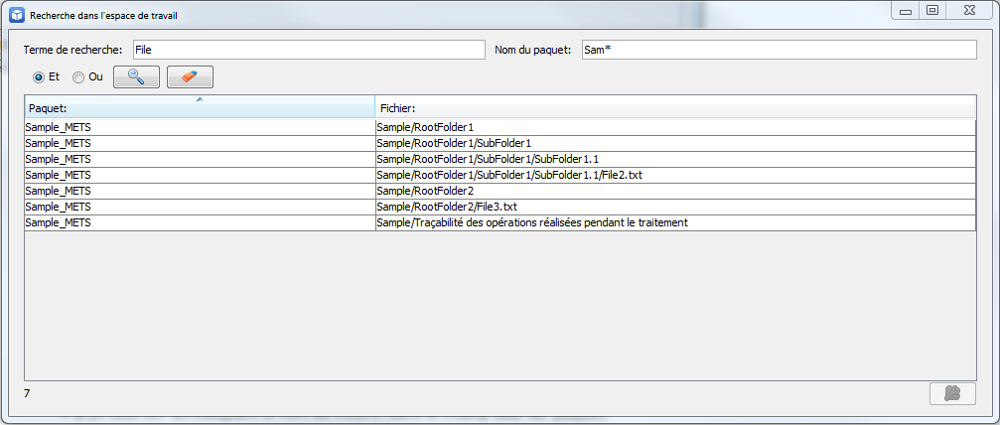 Recherche dans l'espace de travail
Terme de recherche: File Nom du paquet: Sam*
Et Ou
Paquet: Fichier:
Sample_METS Sample/RootFolder1
Sample_METS Sample/RootFolder1/SubFolder1
Sample_METS Sample/RootFolder1/SubFolder1/SubFolder1.1
Sample_METS Sample/RootFolder1/SubFolder1/SubFolder1.1/File2.txt
Sample_METS Sample/RootFolder2
Sample_METS Sample/RootFolder2/File3.txt
Sample_METS Sample/Traçabilité des opérations réalisées pendant le traitement
7